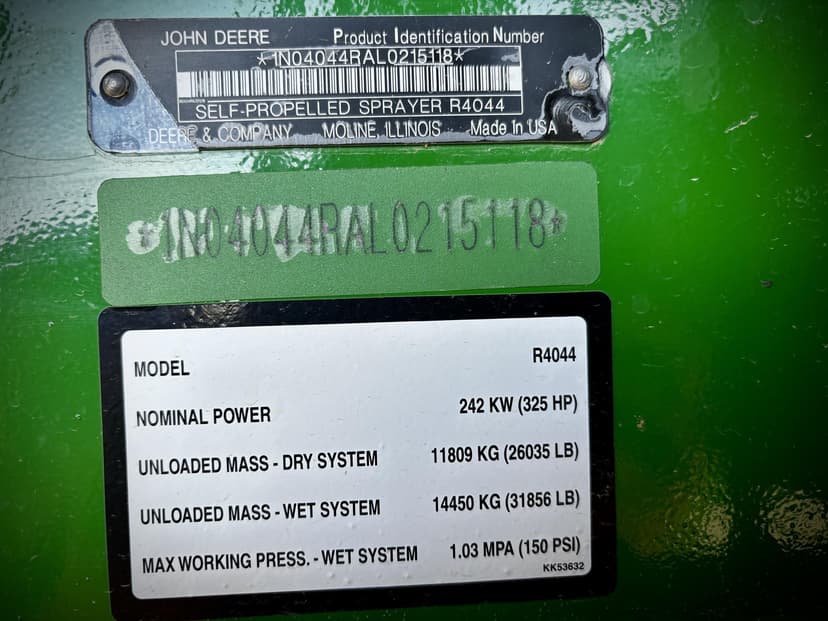 JOHN DEERE Product Identification Number
*1N04044RAL0215118*
SELF-PROPELLED SPRAYER R4044
DEERE & COMPANY MOLINE, ILLINOIS Made In USA
*1N04044RAL0215118*
MODEL R4044
NOMINAL POWER 242 KW (325 HP)
UNLOADED MASS - DRY SYSTEM 11809 KG (26035 LB)
UNLOADED MASS - WET SYSTEM 14450 KG (31856 LB)
MAX WORKING PRESS. - WET SYSTEM 1.03 MPA (150 PSI)
KK53632